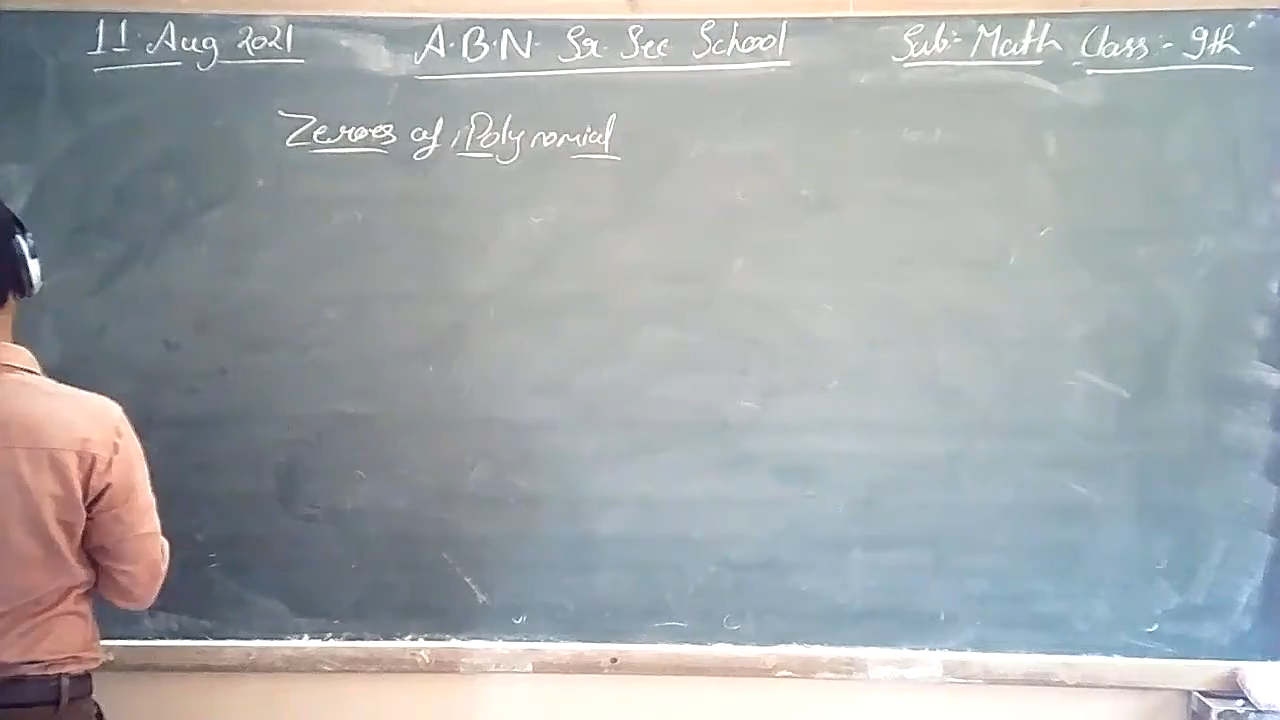 11 Aug 2021 A.B.N. Sr. Sec School Sub:- Math Class:- 9th
Zeroes of Polynomial